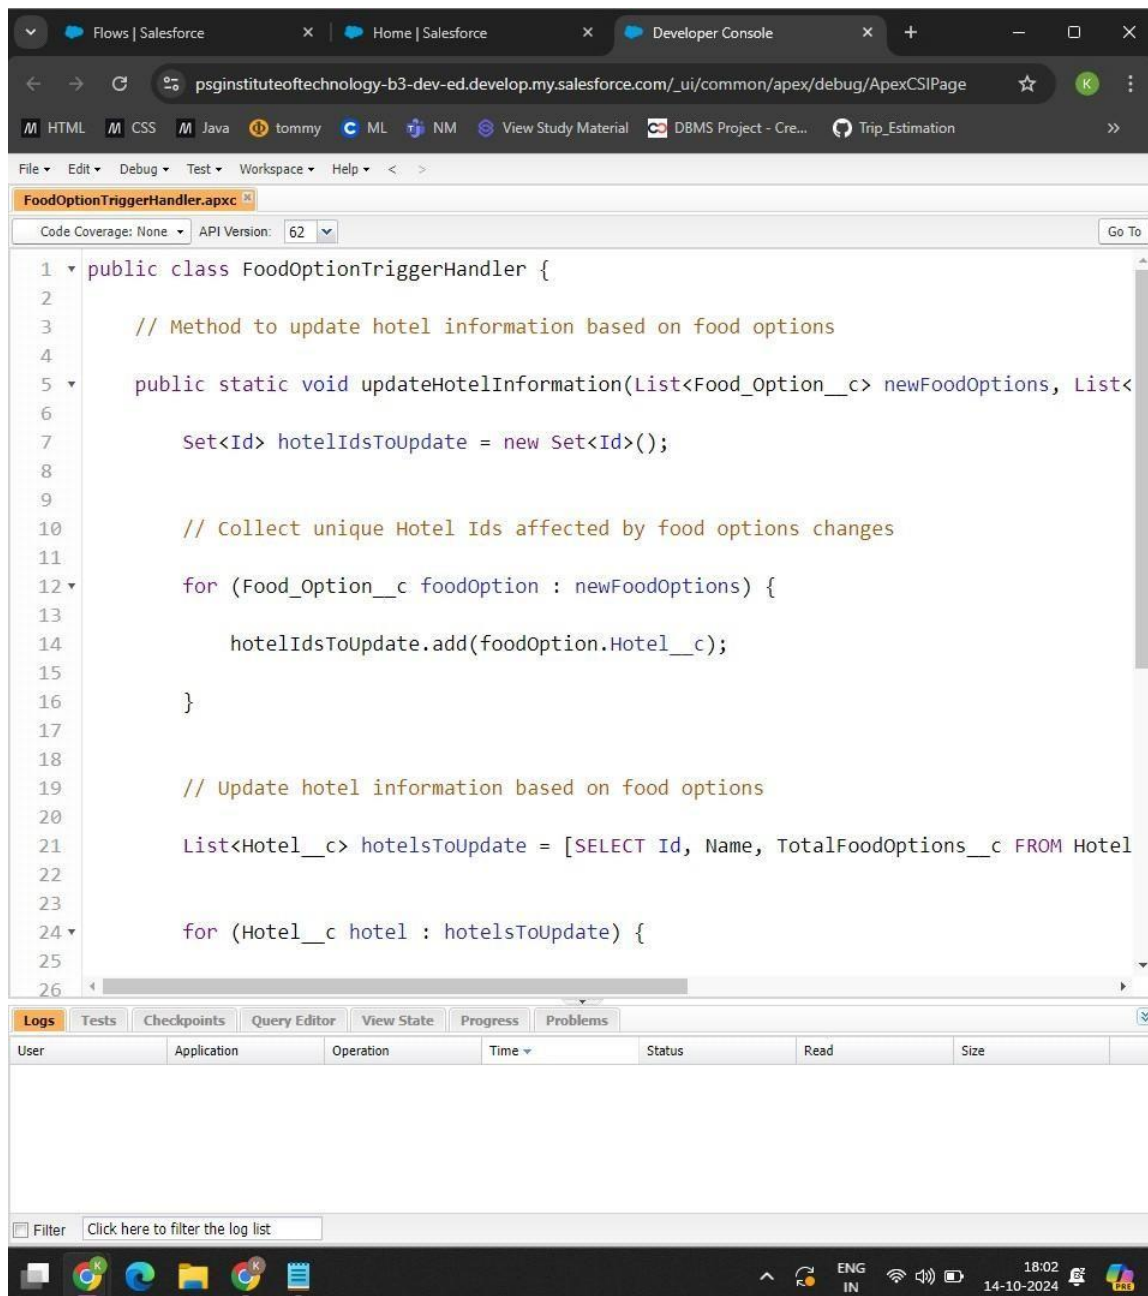 Flows | Salesforce
Home | Salesforce
Developer Console
psginstituteoftechnology-b3-dev-ed.develop.my.salesforce.com/_ui/common/apex/debug/ApexCSIPage
K
HTML CSS Java tommy ML NM View Study Material DBMS Project - Cre... Trip_Estimation
File Edit Debug Test Workspace Help < >
FoodOptionTriggerHandler.apxc
Code Coverage: None API Version: 62 Go To
1 public class FoodOptionTriggerHandler {
2
3 // Method to update hotel information based on food options
4
5 public static void updateHotelInformation(List<Food_Option__c> newFoodOptions, List<
6
7 Set<Id> hotelIdsToUpdate = new Set<Id>();
8
9
10 // Collect unique Hotel Ids affected by food options changes
11
12 for (Food_Option__c foodOption : newFoodOptions) {
13
14 hotelIdsToUpdate.add(foodOption.Hotel__c);
15
16 }
17
18
19 // Update hotel information based on food options
20
21 List<Hotel__c> hotelsToUpdate = [SELECT Id, Name, TotalFoodOptions__c FROM Hotel
22
23
24 for (Hotel__c hotel : hotelsToUpdate) {
25
26
Logs Tests Checkpoints Query Editor View State Progress Problems
User Application Operation Time Status Read Size
Filter Click here to filter the log list
ENG 18:02
IN 14-10-2024
PRE